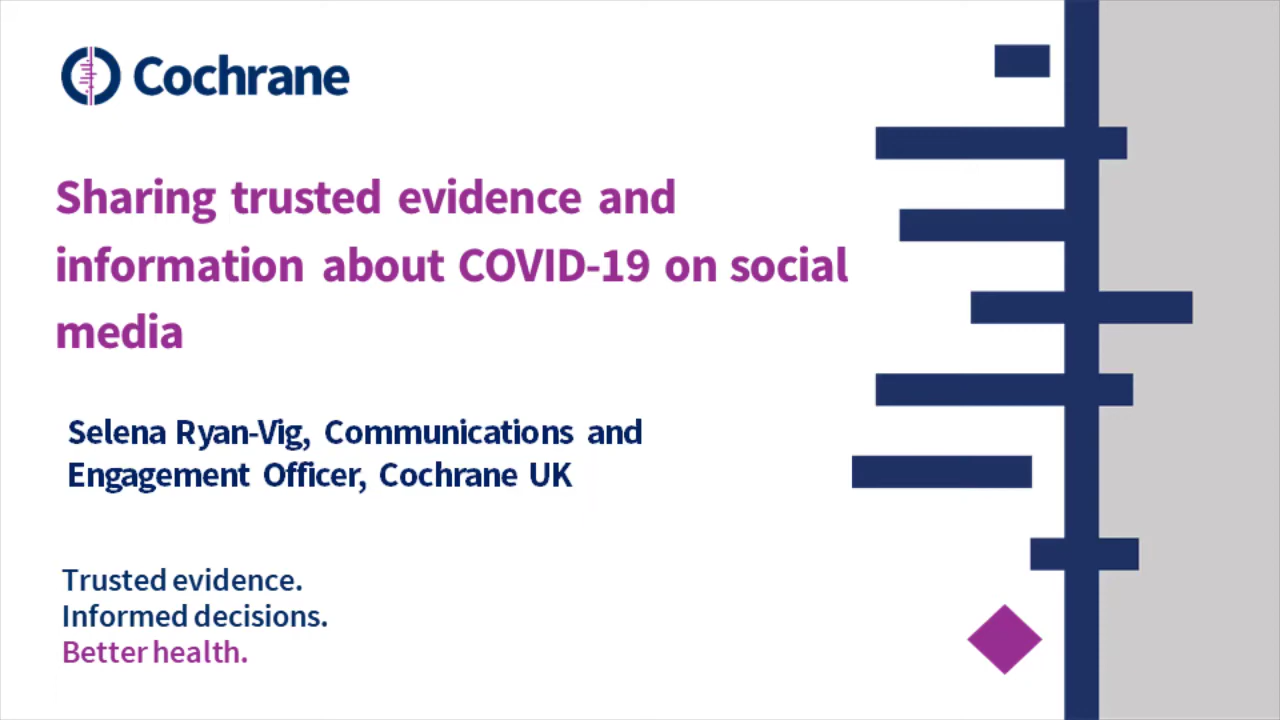 Cochrane
Sharing trusted evidence and
information about COVID-19 on social
media
Selena Ryan-Vig, Communications and
Engagement Officer, Cochrane UK
Trusted evidence.
Informed decisions.
Better health.